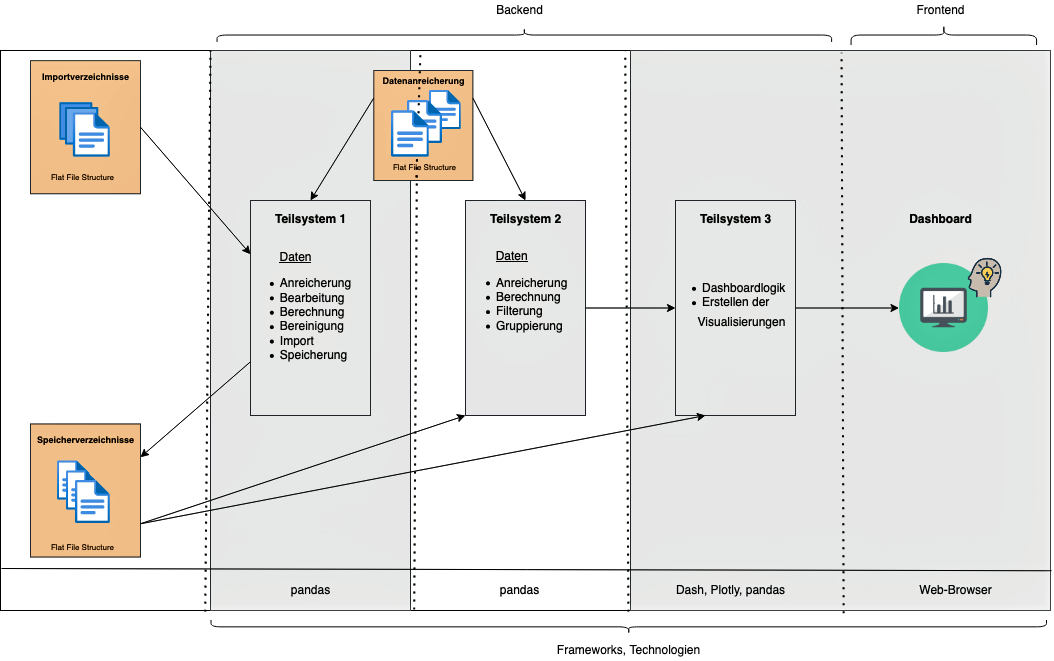 Backend
Frontend
Importverzeichnisse
Flat File Structure
Datenanreicherung
Flat File Structure
Teilsystem 1
Daten
Anreicherung
Bearbeitung
Berechnung
Bereinigung
Import
Speicherung
Teilsystem 2
Daten
Anreicherung
Berechnung
Filterung
Gruppierung
Teilsystem 3
Dashboardlogik
Erstellen der
Visualisierungen
Dashboard
Speicherverzeichnisse
Flat File Structure
pandas
pandas
Dash, Plotly, pandas
Web-Browser
Frameworks, Technologien